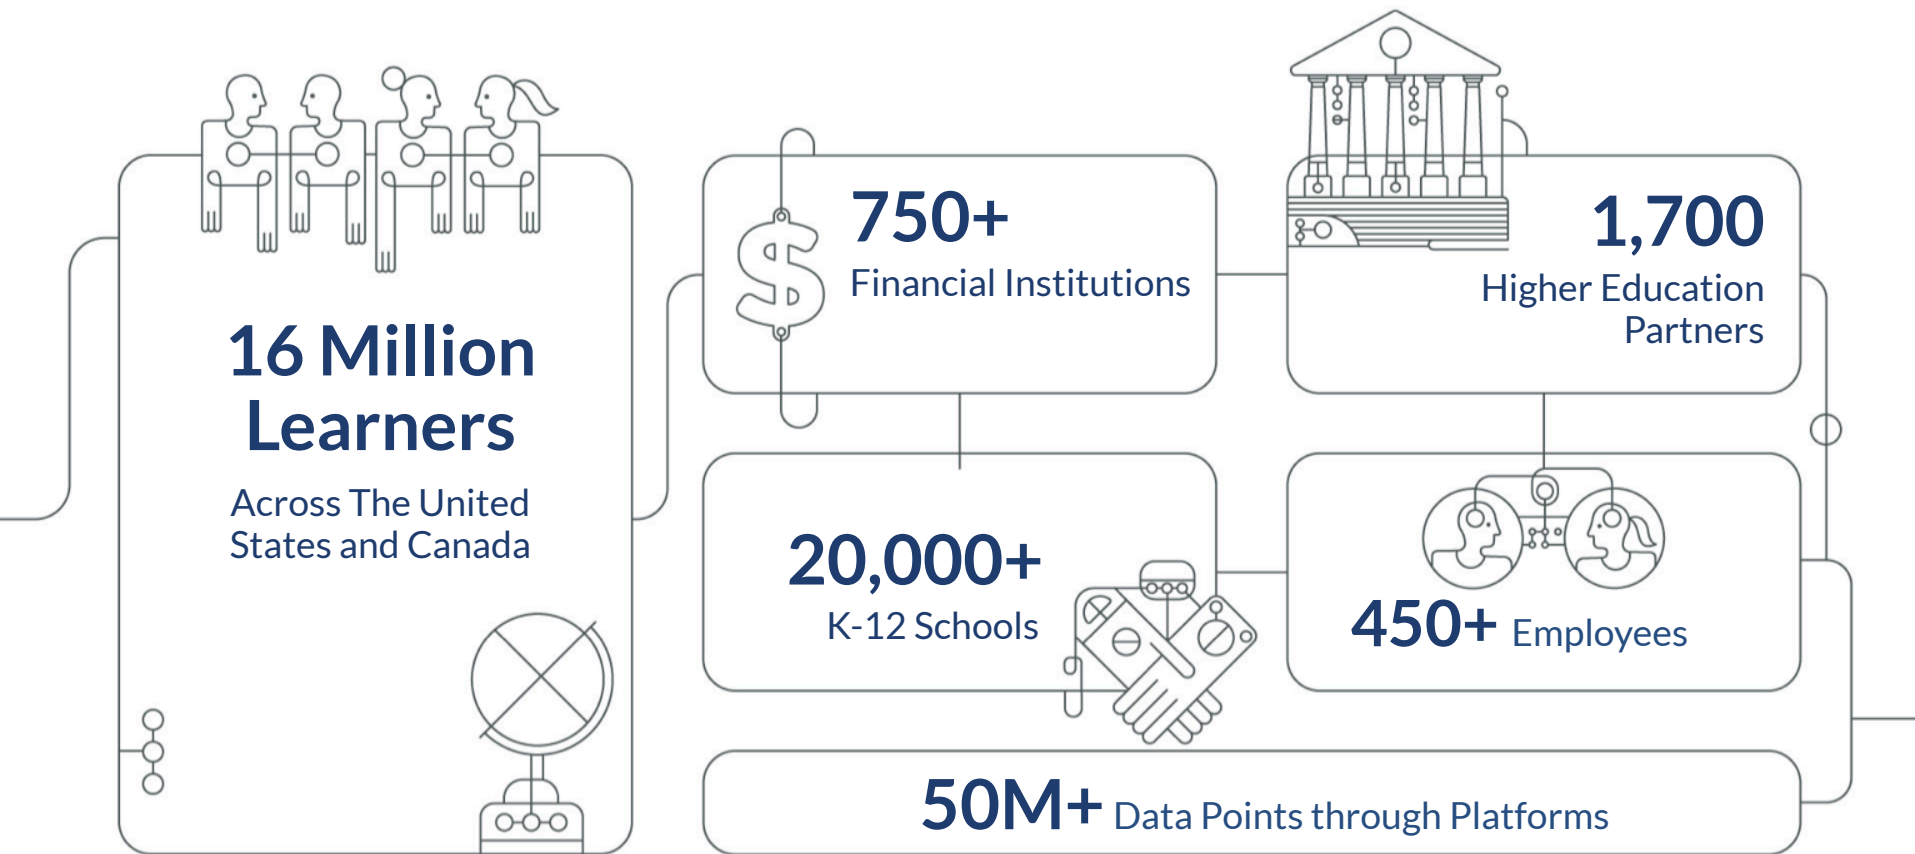 16 Million
Learners
Across The United
States and Canada
750+
Financial Institutions
1,700
Higher Education
Partners
20,000+
K-12 Schools
450+ Employees
50M+ Data Points through Platforms